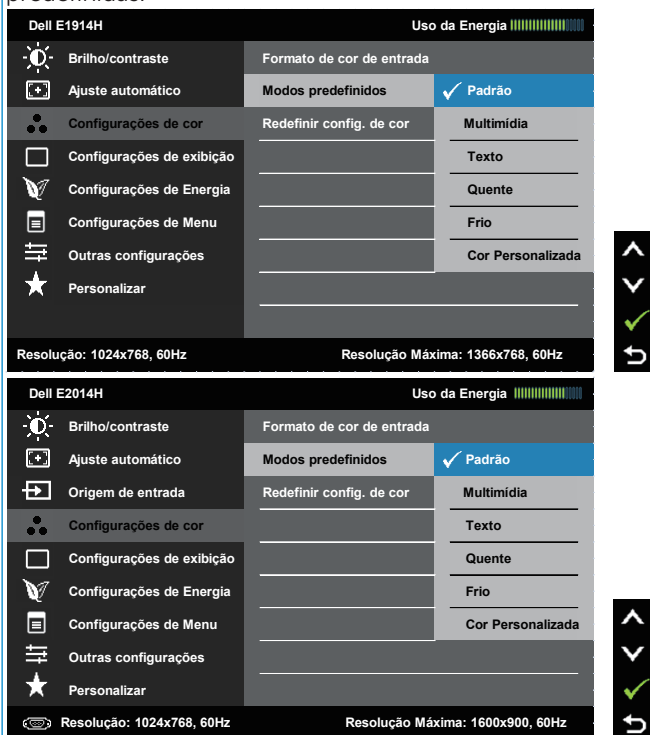 Dell E1914H Uso da Energia
Brilho/contraste Formato de cor de entrada
Ajuste automático Modos predefinidos Padrão
Configurações de cor Redefinir config. de cor Multimídia
Configurações de exibição Texto
Configurações de Energia Quente
Configurações de Menu Frio
Outras configurações Cor Personalizada
Personalizar
Resolução: 1024x768, 60Hz Resolução Máxima: 1366x768, 60Hz
Dell E2014H Uso da Energia
Brilho/contraste Formato de cor de entrada
Ajuste automático Modos predefinidos Padrão
Origem de entrada Redefinir config. de cor Multimídia
Configurações de cor Texto
Configurações de exibição Quente
Configurações de Energia Frio
Configurações de Menu Cor Personalizada
Outras configurações
Personalizar
Resolução: 1024x768, 60Hz Resolução Máxima: 1600x900, 60Hz